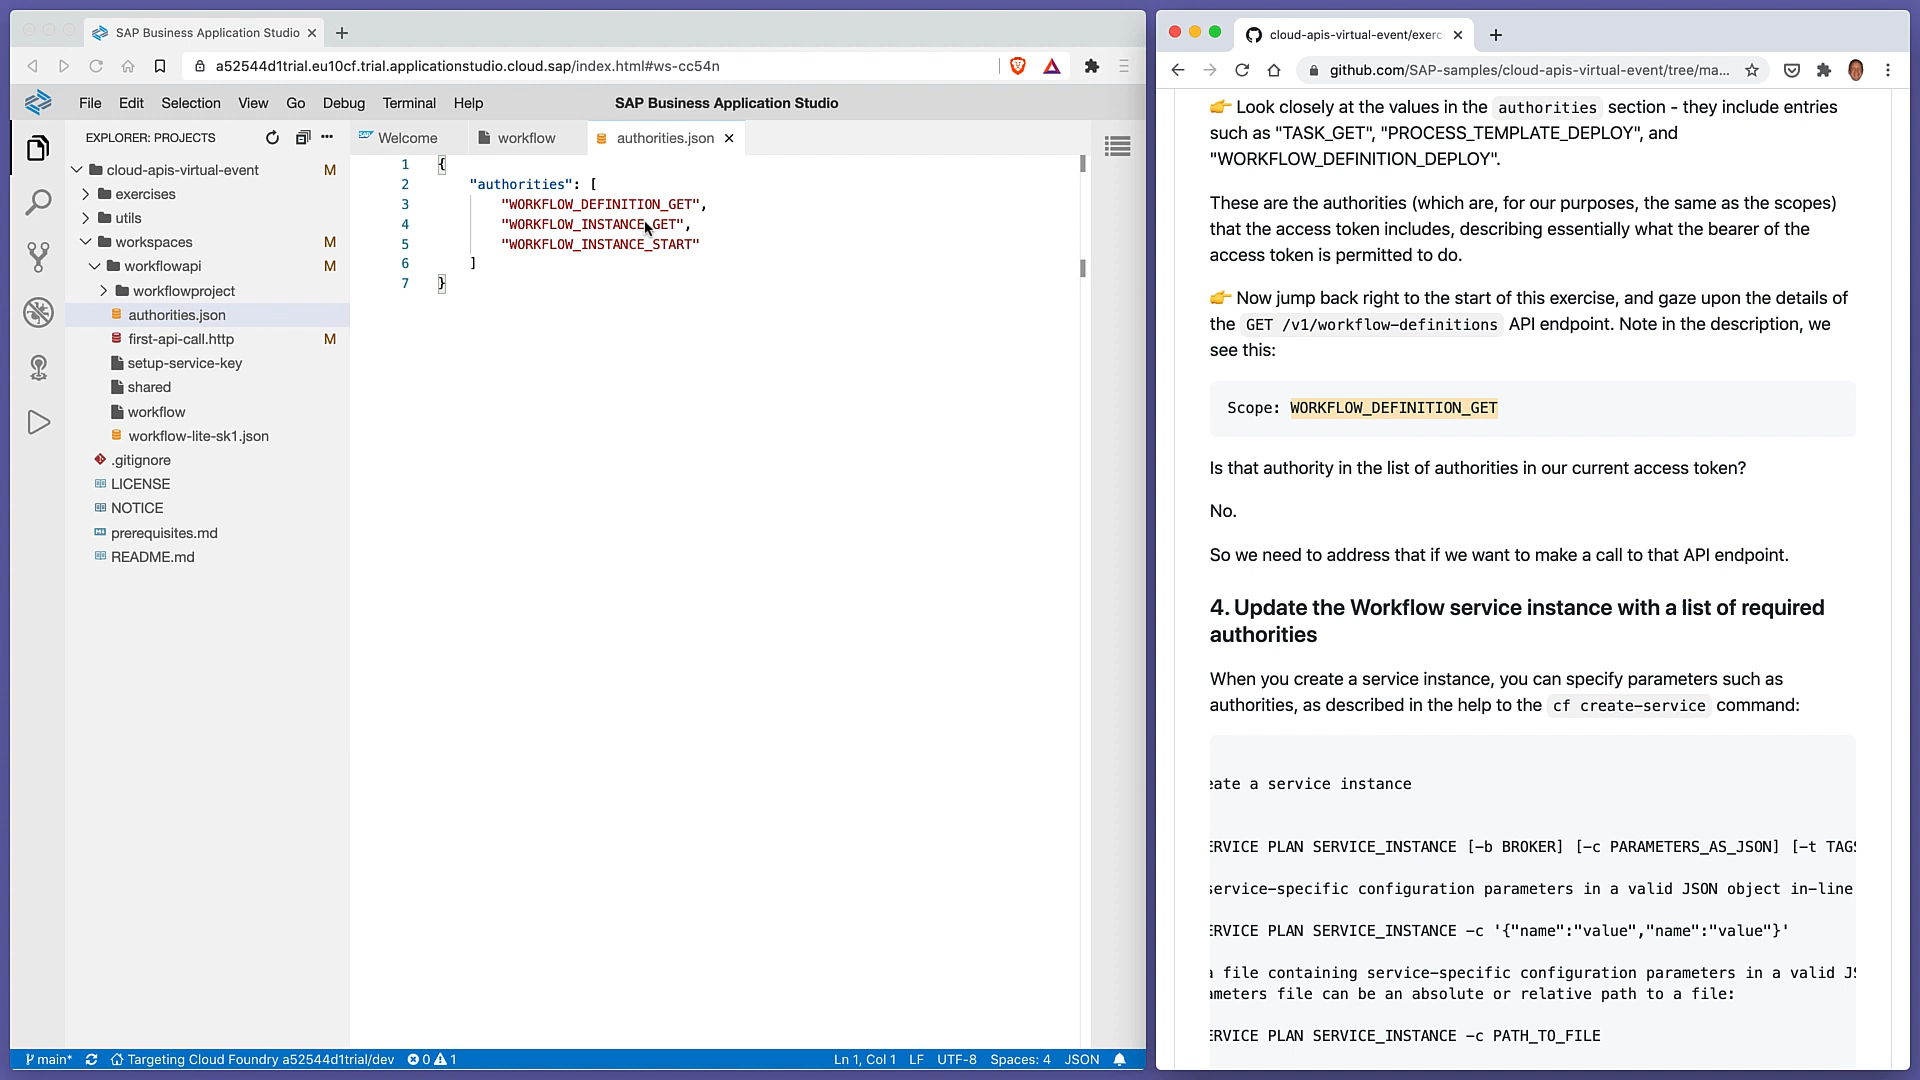 SAP Business Application Studio
a52544d1trial.eu10cf.trial.applicationstudio.cloud.sap/index.html#ws-cc54n
File Edit Selection View Go Debug Terminal Help
SAP Business Application Studio
EXPLORER: PROJECTS
cloud-apis-virtual-event M
exercises
utils
workspaces M
workflowapi M
workflowproject
authorities.json
first-api-call.http M
setup-service-key
shared
workflow
workflow-lite-sk1.json
.gitignore
LICENSE
NOTICE
prerequisites.md
README.md
Welcome workflow authorities.json
1 {
2 "authorities": [
3 "WORKFLOW_DEFINITION_GET",
4 "WORKFLOW_INSTANCE_GET",
5 "WORKFLOW_INSTANCE_START"
6 ]
7 }
main* Targeting Cloud Foundry a52544d1trial/dev 0 1 Ln 1, Col 1 LF UTF-8 Spaces: 4 JSON
cloud-apis-virtual-event/exerc
github.com/SAP-samples/cloud-apis-virtual-event/tree/ma...
👉 Look closely at the values in the authorities section - they include entries
such as "TASK_GET", "PROCESS_TEMPLATE_DEPLOY", and
"WORKFLOW_DEFINITION_DEPLOY".
These are the authorities (which are, for our purposes, the same as the scopes)
that the access token includes, describing essentially what the bearer of the
access token is permitted to do.
👉 Now jump back right to the start of this exercise, and gaze upon the details of
the GET /v1/workflow-definitions API endpoint. Note in the description, we
see this:
Scope: WORKFLOW_DEFINITION_GET
Is that authority in the list of authorities in our current access token?
No.
So we need to address that if we want to make a call to that API endpoint.
4. Update the Workflow service instance with a list of required
authorities
When you create a service instance, you can specify parameters such as
authorities, as described in the help to the cf create-service command:
eate a service instance
ERVICE PLAN SERVICE_INSTANCE [-b BROKER] [-c PARAMETERS_AS_JSON] [-t TAGS
service-specific configuration parameters in a valid JSON object in-line
ERVICE PLAN SERVICE_INSTANCE -c '{"name":"value","name":"value"}'
a file containing service-specific configuration parameters in a valid JS
ameters file can be an absolute or relative path to a file:
ERVICE PLAN SERVICE_INSTANCE -c PATH_TO_FILE